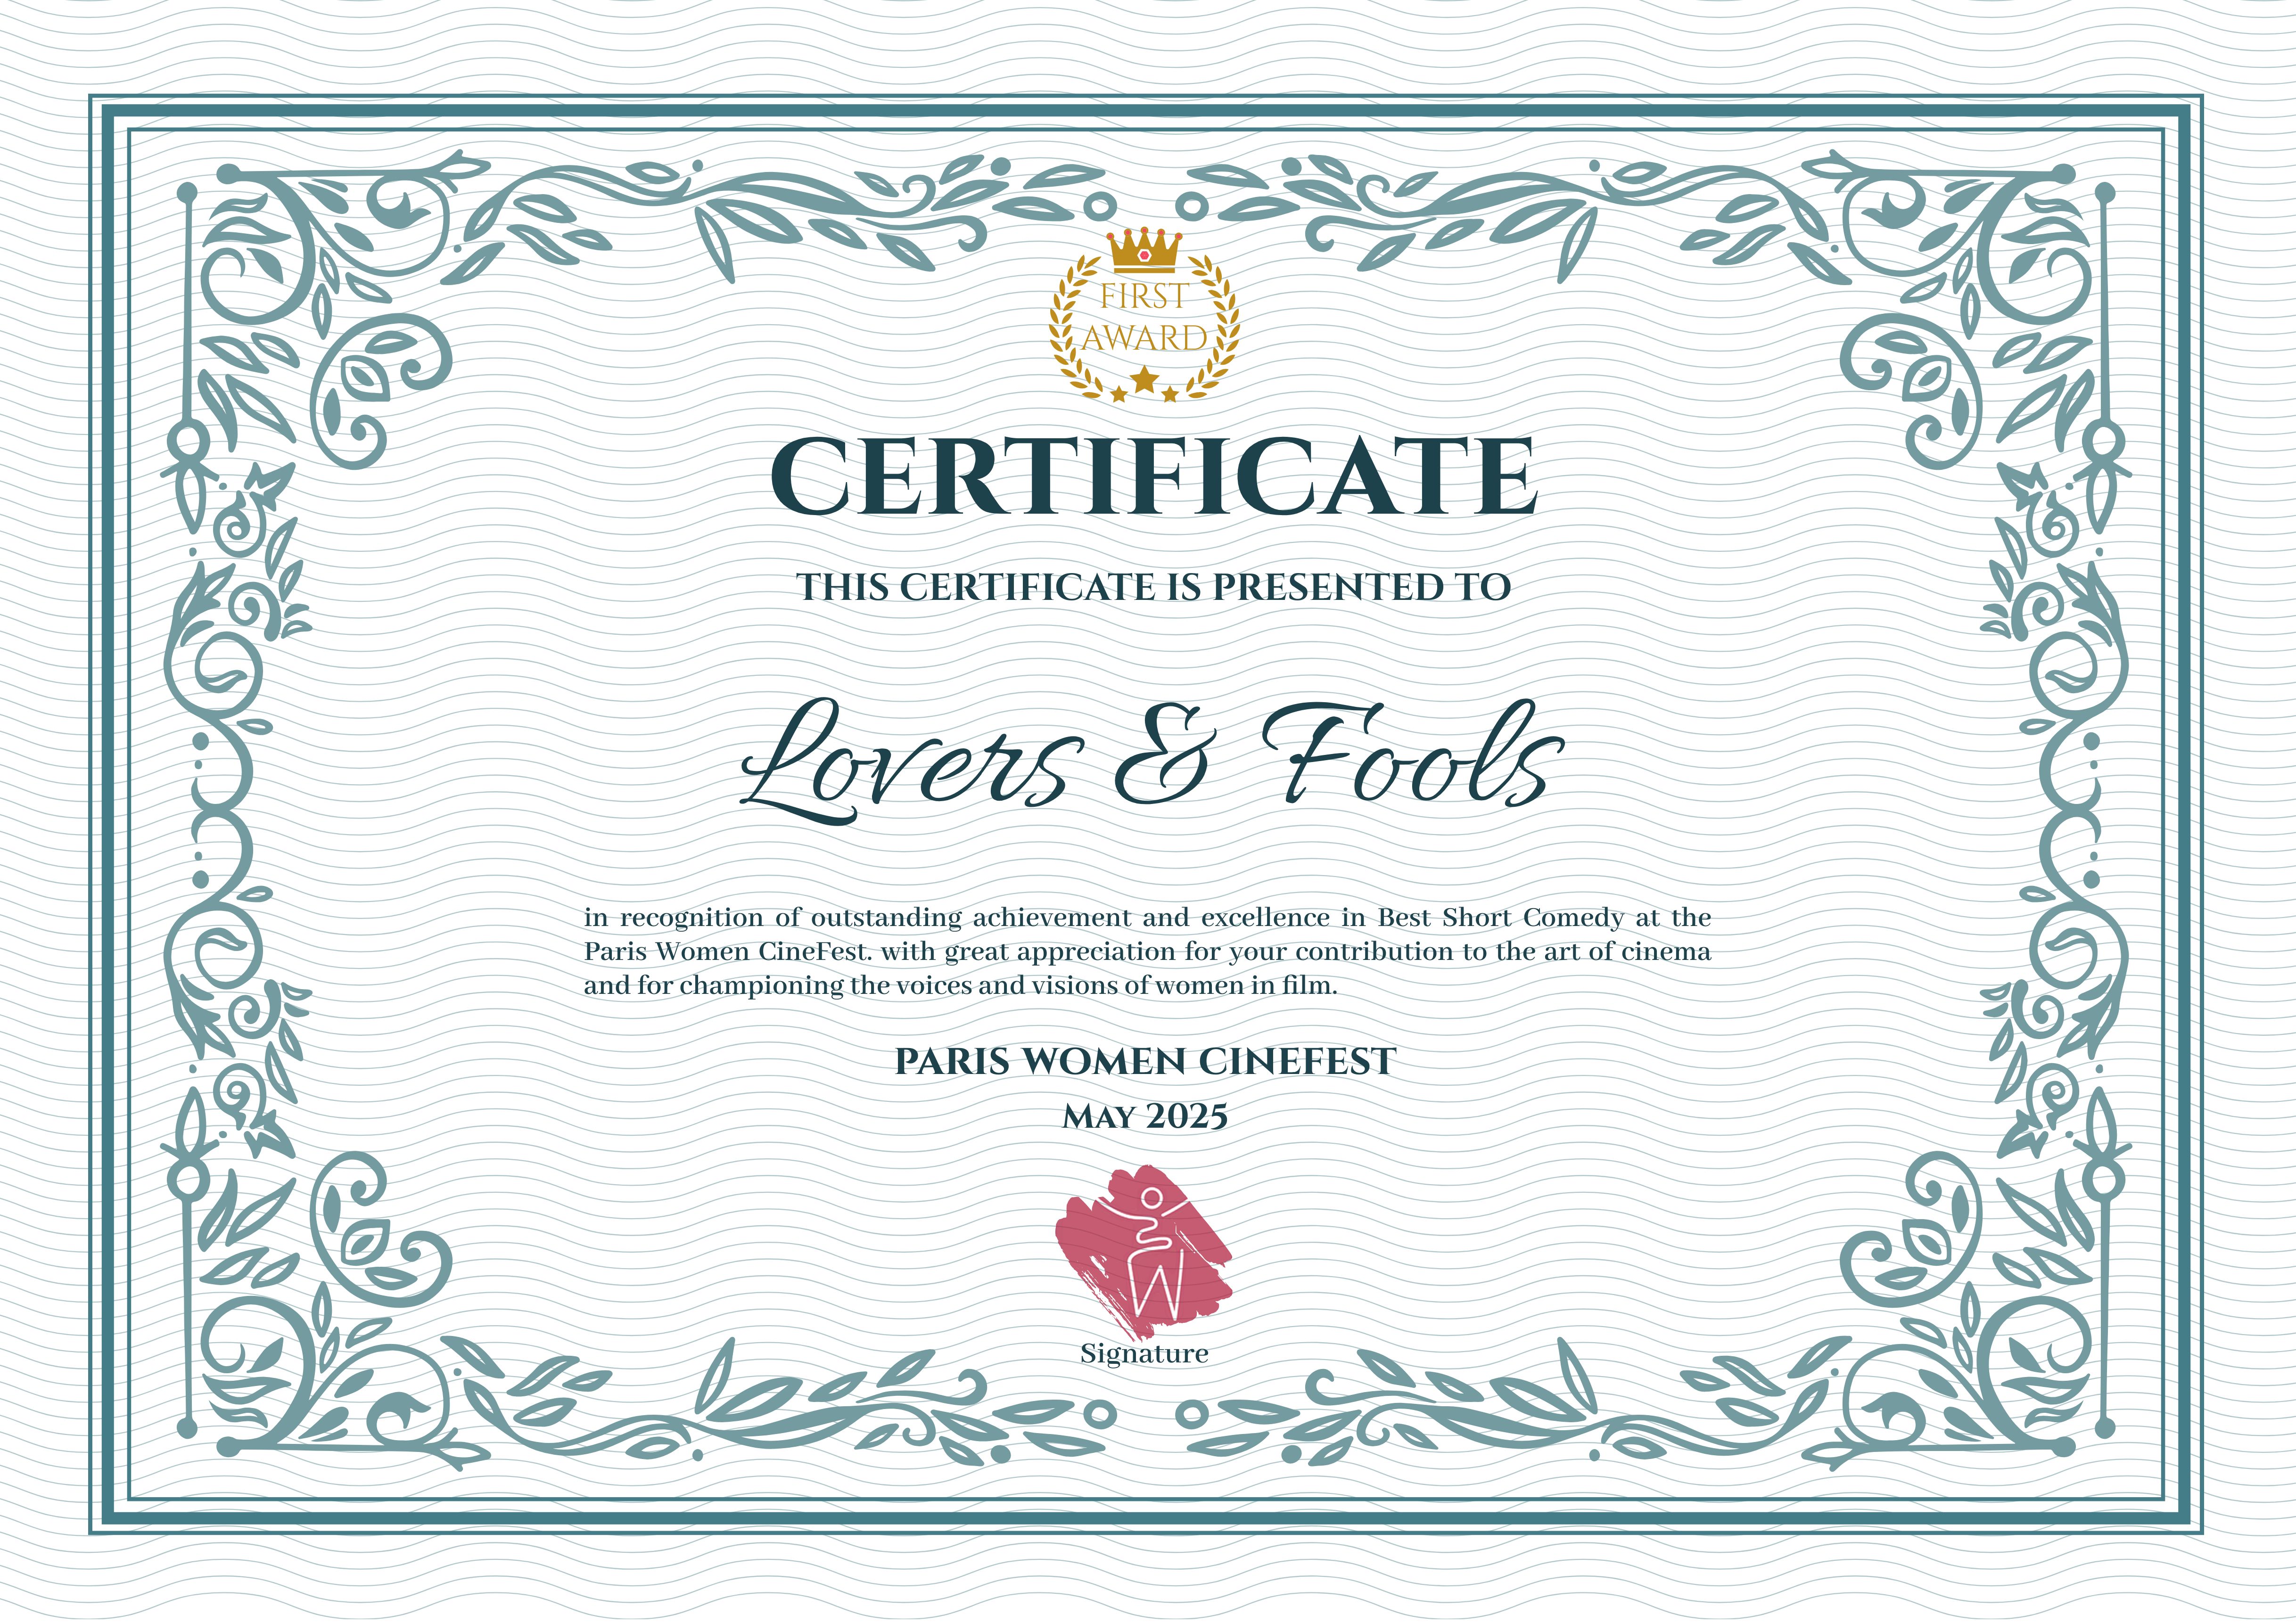 FIRST
AWARD
CERTIFICATE
THIS CERTIFICATE IS PRESENTED TO
Lovers & Fools
in recognition of outstanding achievement and excellence in Best Short Comedy at the
Paris Women CineFest. with great appreciation for your contribution to the art of cinema
and for championing the voices and visions of women in film.
PARIS WOMEN CINEFEST
MAY 2025
Signature